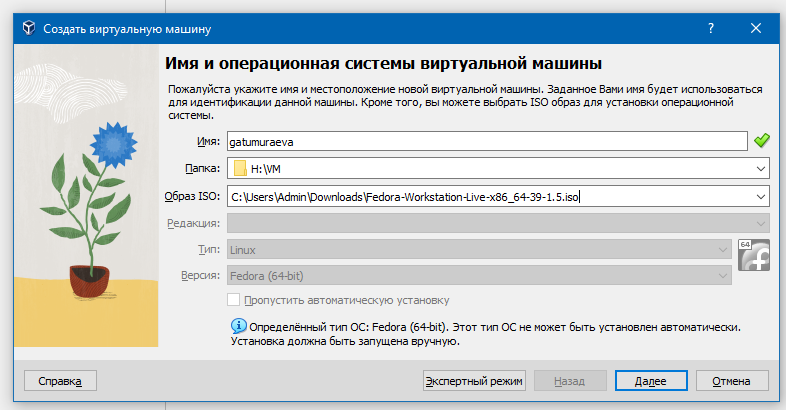 Создать виртуальную машину
Имя и операционная системы виртуальной машины
Пожалуйста укажите имя и местоположение новой виртуальной машины. Заданное Вами имя будет использоваться
для идентификации данной машины. Кроме того, вы можете выбрать ISO образ для установки операционной
системы.
Имя: gatumuraeva
Папка: H:\VM
Образ ISO: C:\Users\Admin\Downloads\Fedora-Workstation-Live-x86_64-39-1.5.iso
Редакция:
Тип: Linux
64
Версия: Fedora (64-bit)
Пропустить автоматическую установку
Определённый тип ОС: Fedora (64-bit). Этот тип ОС не может быть установлен автоматически.
Установка должна быть запущена вручную.
Справка Экспертный режим Назад Далее Отмена